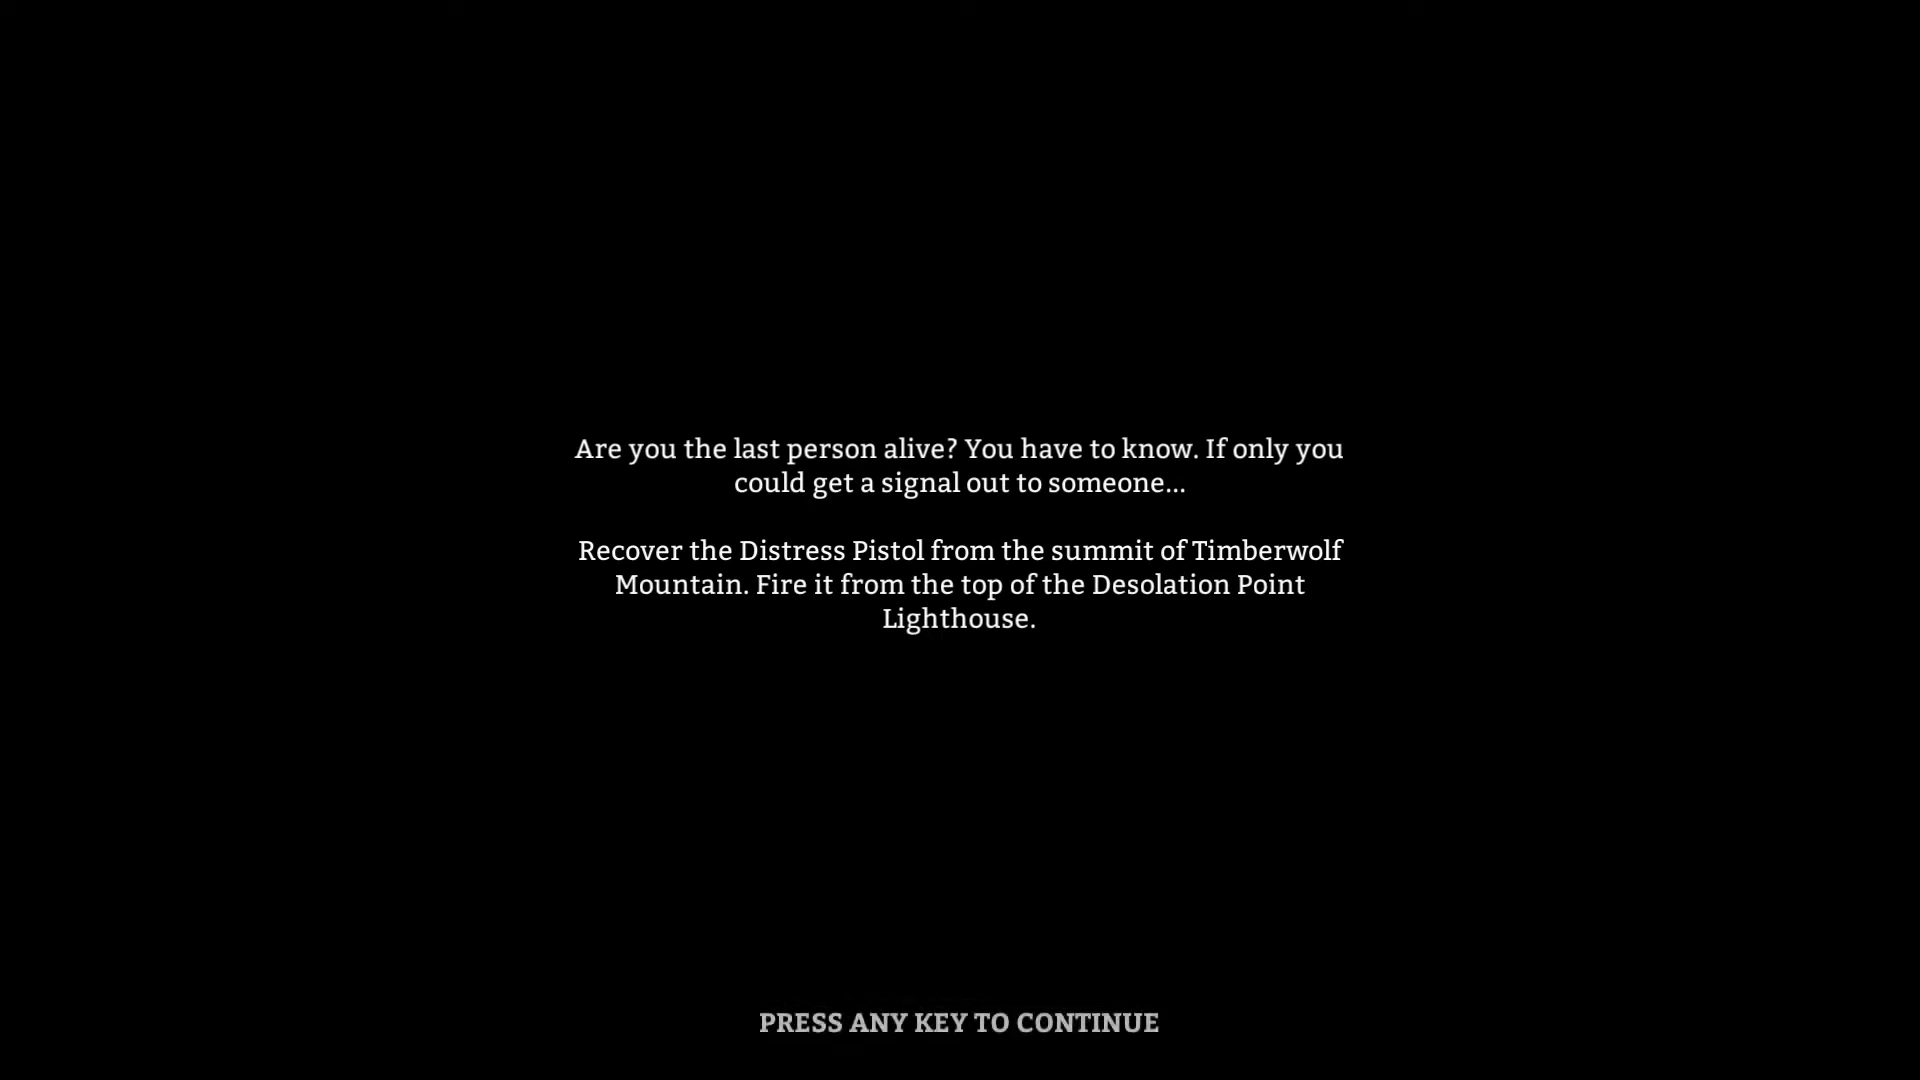 Are you the last person alive? You have to know. If only you
could get a signal out to someone...
Recover the Distress Pistol from the summit of Timberwolf
Mountain. Fire it from the top of the Desolation Point
Lighthouse.
PRESS ANY KEY TO CONTINUE